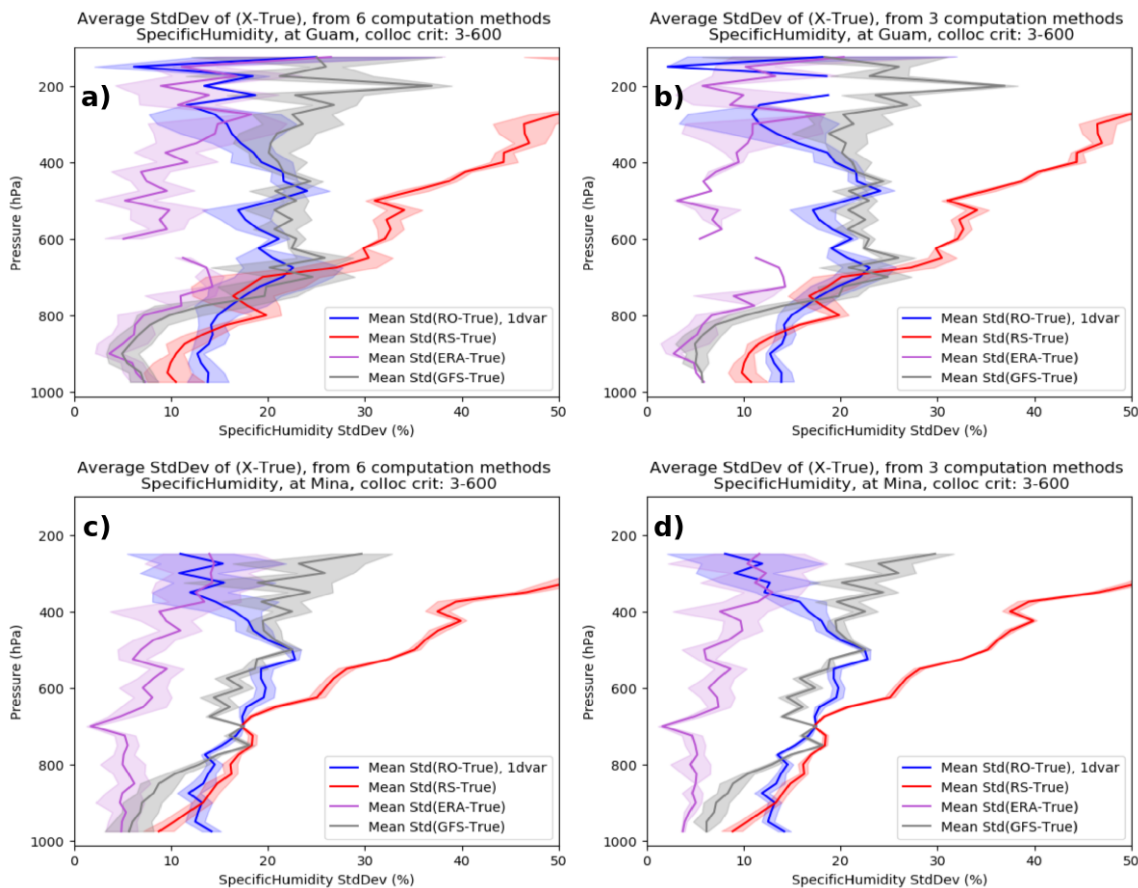 Average StdDev of (X-True), from 6 computation methods
SpecificHumidity, at Guam, colloc crit: 3-600
a)
Pressure (hPa)
200
400
600
800
1000
Mean Std(RO-True), 1dvar
Mean Std(RS-True)
Mean Std(ERA-True)
Mean Std(GFS-True)
0 10 20 30 40 50
SpecificHumidity StdDev (%)
Average StdDev of (X-True), from 3 computation methods
SpecificHumidity, at Guam, colloc crit: 3-600
b)
Pressure (hPa)
200
400
600
800
1000
Mean Std(RO-True), 1dvar
Mean Std(RS-True)
Mean Std(ERA-True)
Mean Std(GFS-True)
0 10 20 30 40 50
SpecificHumidity StdDev (%)
Average StdDev of (X-True), from 6 computation methods
SpecificHumidity, at Mina, colloc crit: 3-600
c)
Pressure (hPa)
200
400
600
800
1000
Mean Std(RO-True), 1dvar
Mean Std(RS-True)
Mean Std(ERA-True)
Mean Std(GFS-True)
0 10 20 30 40 50
SpecificHumidity StdDev (%)
Average StdDev of (X-True), from 3 computation methods
SpecificHumidity, at Mina, colloc crit: 3-600
d)
Pressure (hPa)
200
400
600
800
1000
Mean Std(RO-True), 1dvar
Mean Std(RS-True)
Mean Std(ERA-True)
Mean Std(GFS-True)
0 10 20 30 40 50
SpecificHumidity StdDev (%)